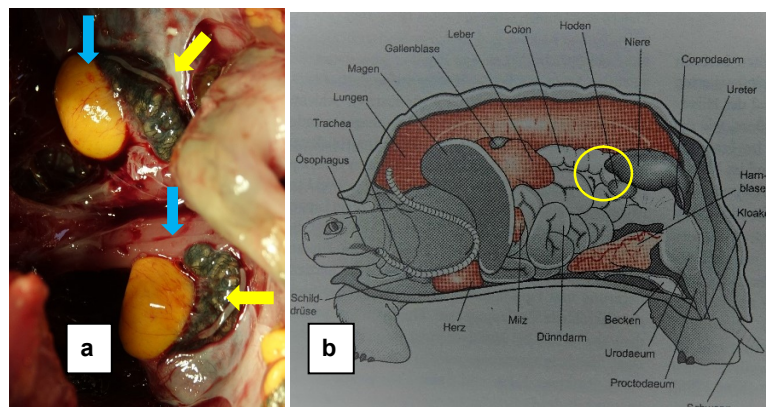 a
Hoden
Colon
Niere
Leber
Gallenblase
Coprodaeum
Magen
Ureter
Lungen
Trachea
Ösophagus
Harn-
blase
Kloake
Schild-
drüse
Herz
Milz
Dünndarm
Becken
Urodaeum
Proctodaeum
b